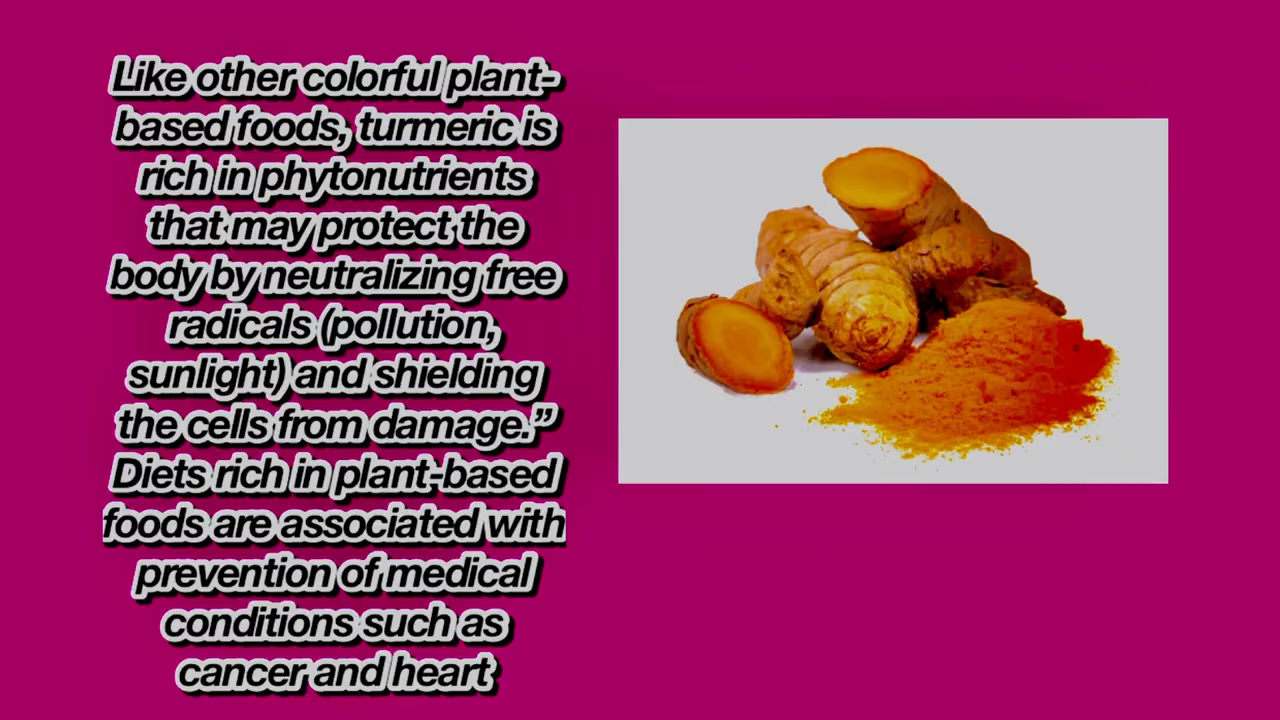 Like other colorful plant-
based foods, turmeric is
rich in phytonutrients
that may protect the
body by neutralizing free
radicals (pollution,
sunlight) and shielding
the cells from damage.”
Diets rich in plant-based
foods are associated with
prevention of medical
conditions such as
cancer and heart